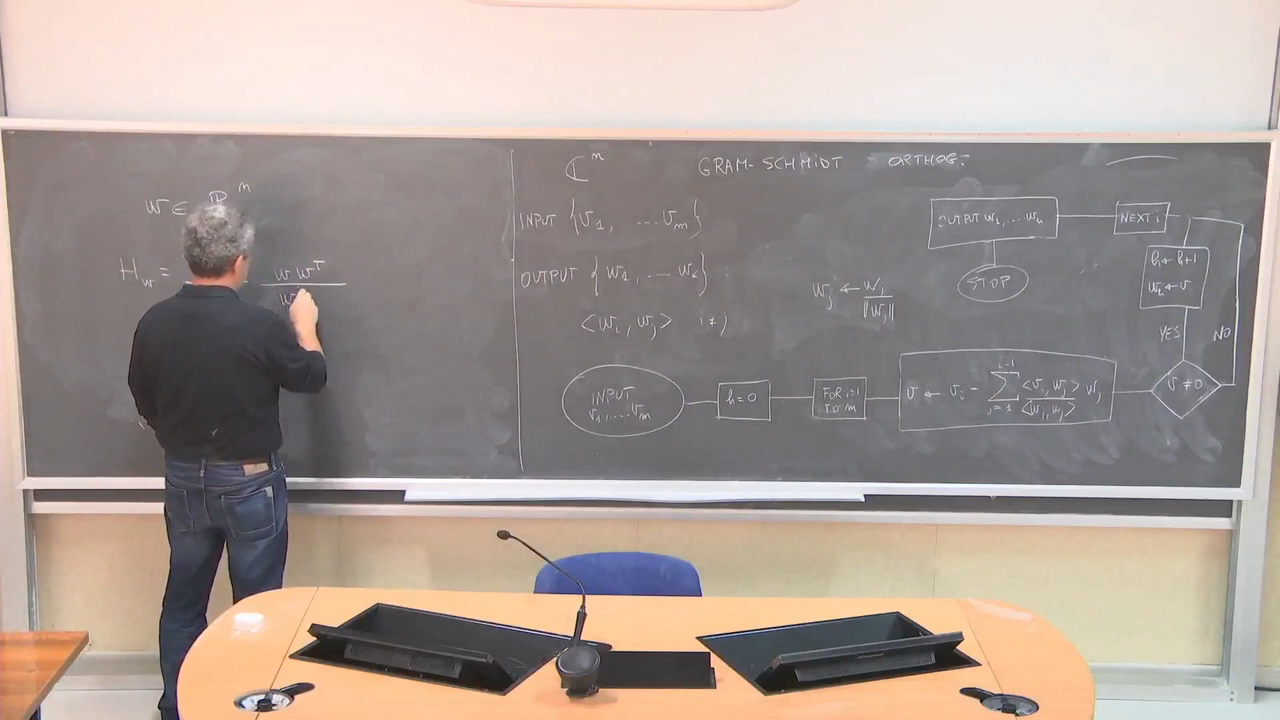 w ∈ ℝ^m
H_w = w w^T
w
ℂ^n GRAM-SCHMIDT ORTHOG.
INPUT {v_1, ... v_m}
OUTPUT {w_1, ... w_k} :
<w_i, w_j> i ≠ j
w_j ← w_j / ||w_j||
OUTPUT w_1, ... w_k
NEXT i
STOP
h ← h+1
w_h ← v
YES NO
INPUT
v_1, ... v_m
h=0
FOR i=1
TO m
v ← v_i - ∑_{j=1}^{i-1} <v_i, w_j> / <w_j, w_j> w_j
v ≠ 0